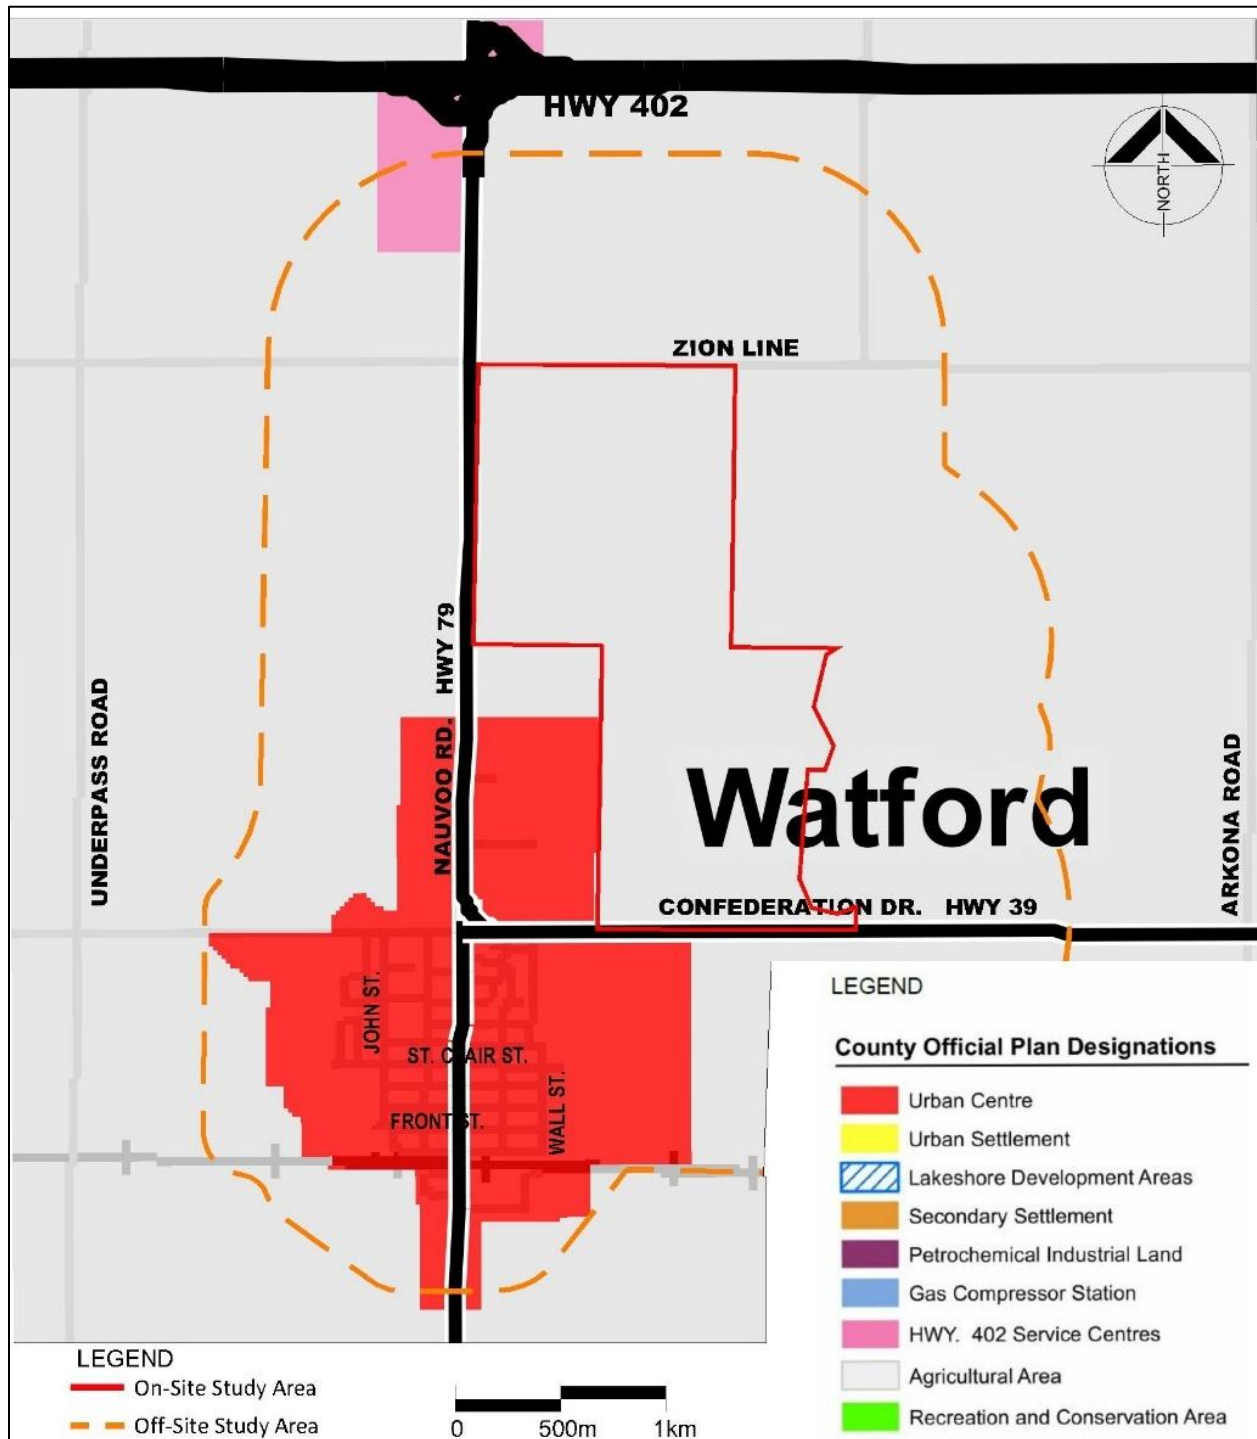 HWY 402
NORTH
ZION LINE
NAUVOO RD. HWY 79
UNDERPASS ROAD
Watford
ARKONA ROAD
CONFEDERATION DR. HWY 39
JOHN ST.
ST. CLAIR ST.
WALL ST.
FRONT ST.
LEGEND
County Official Plan Designations
Urban Centre
Urban Settlement
Lakeshore Development Areas
Secondary Settlement
Petrochemical Industrial Land
Gas Compressor Station
HWY. 402 Service Centres
Agricultural Area
Recreation and Conservation Area
LEGEND
On-Site Study Area
Off-Site Study Area
0 500m 1km